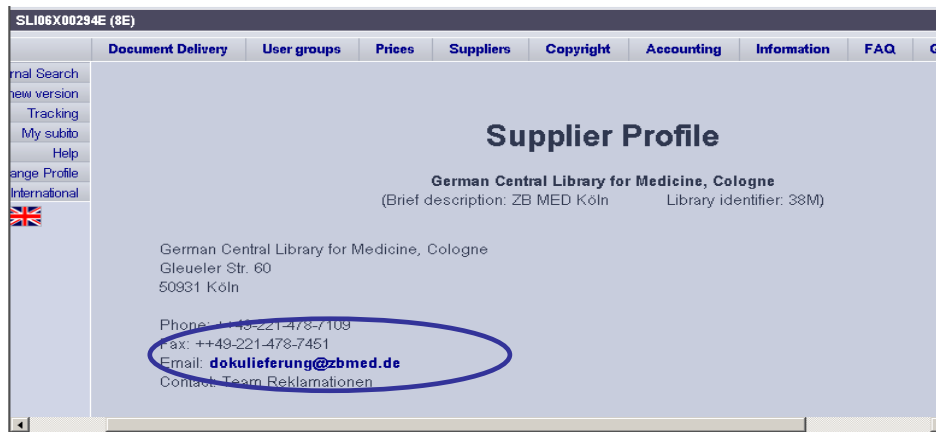 SLI06X00294E (8E)
Document Delivery User groups Prices Suppliers Copyright Accounting Information FAQ
rnal Search
new version
Tracking
My subito
Help
ange Profile
International
Supplier Profile
German Central Library for Medicine, Cologne
(Brief description: ZB MED Köln Library identifier: 38M)
German Central Library for Medicine, Cologne
Gleueler Str. 60
50931 Köln
Phone: ++49-221-478-7109
Fax: ++49-221-478-7451
Email: dokulieferung@zbmed.de
Contact: Team Reklamationen